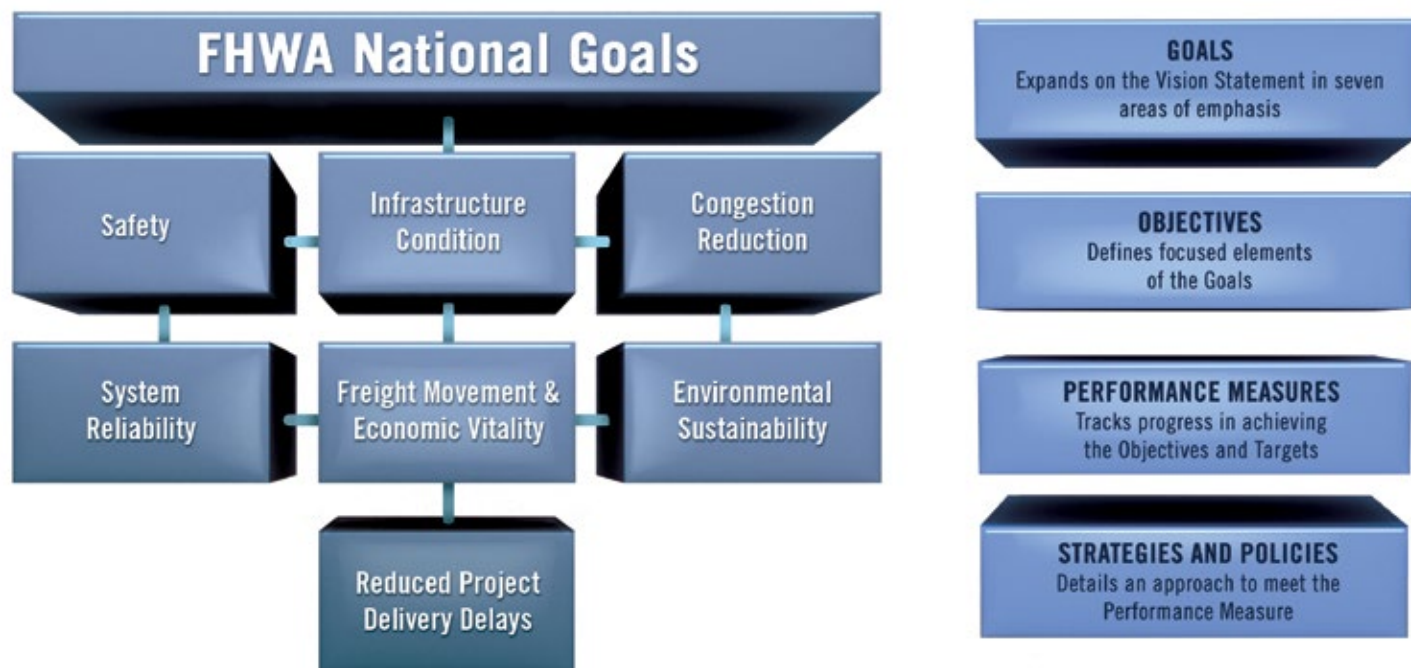 FHWA National Goals
Safety
Infrastructure
Condition
Congestion
Reduction
System
Reliability
Freight Movement &
Economic Vitality
Environmental
Sustainability
Reduced Project
Delivery Delays
GOALS
Expands on the Vision Statement in seven
areas of emphasis
OBJECTIVES
Defines focused elements
of the Goals
PERFORMANCE MEASURES
Tracks progress in achieving
the Objectives and Targets
STRATEGIES AND POLICIES
Details an approach to meet the
Performance Measure